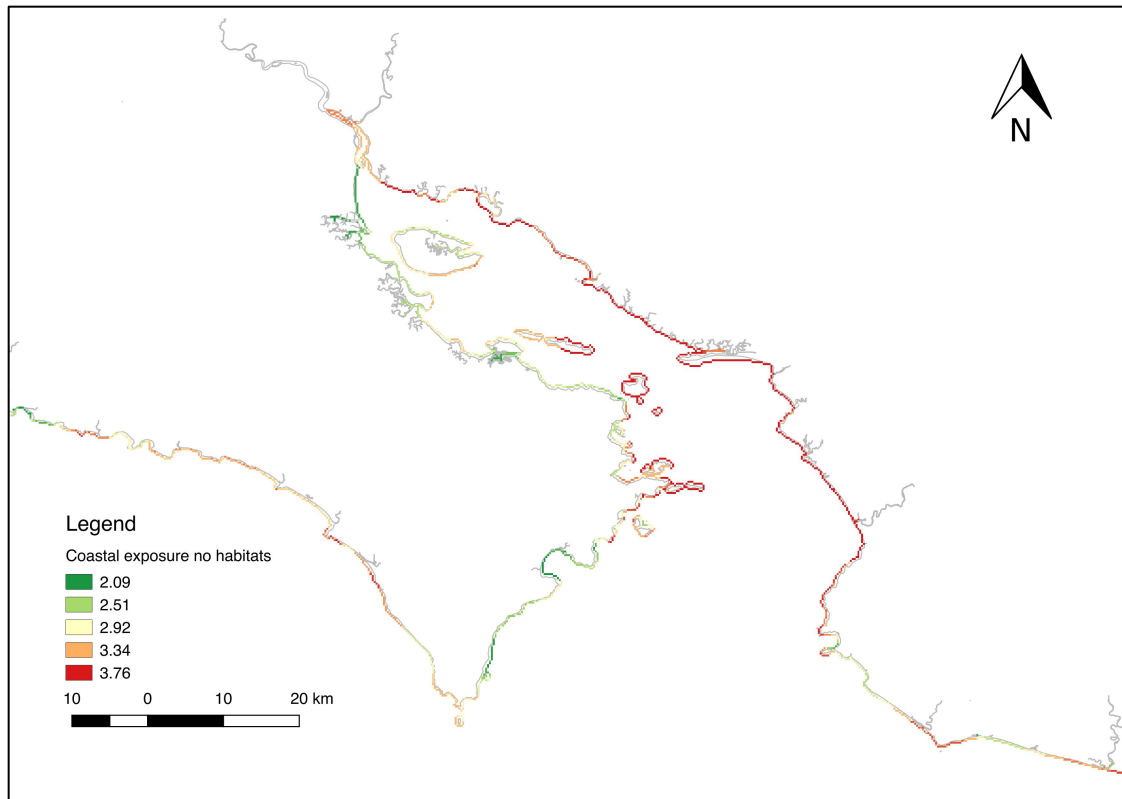 N
Legend
Coastal exposure no habitats
2.09
2.51
2.92
3.34
3.76
10 0 10 20 km